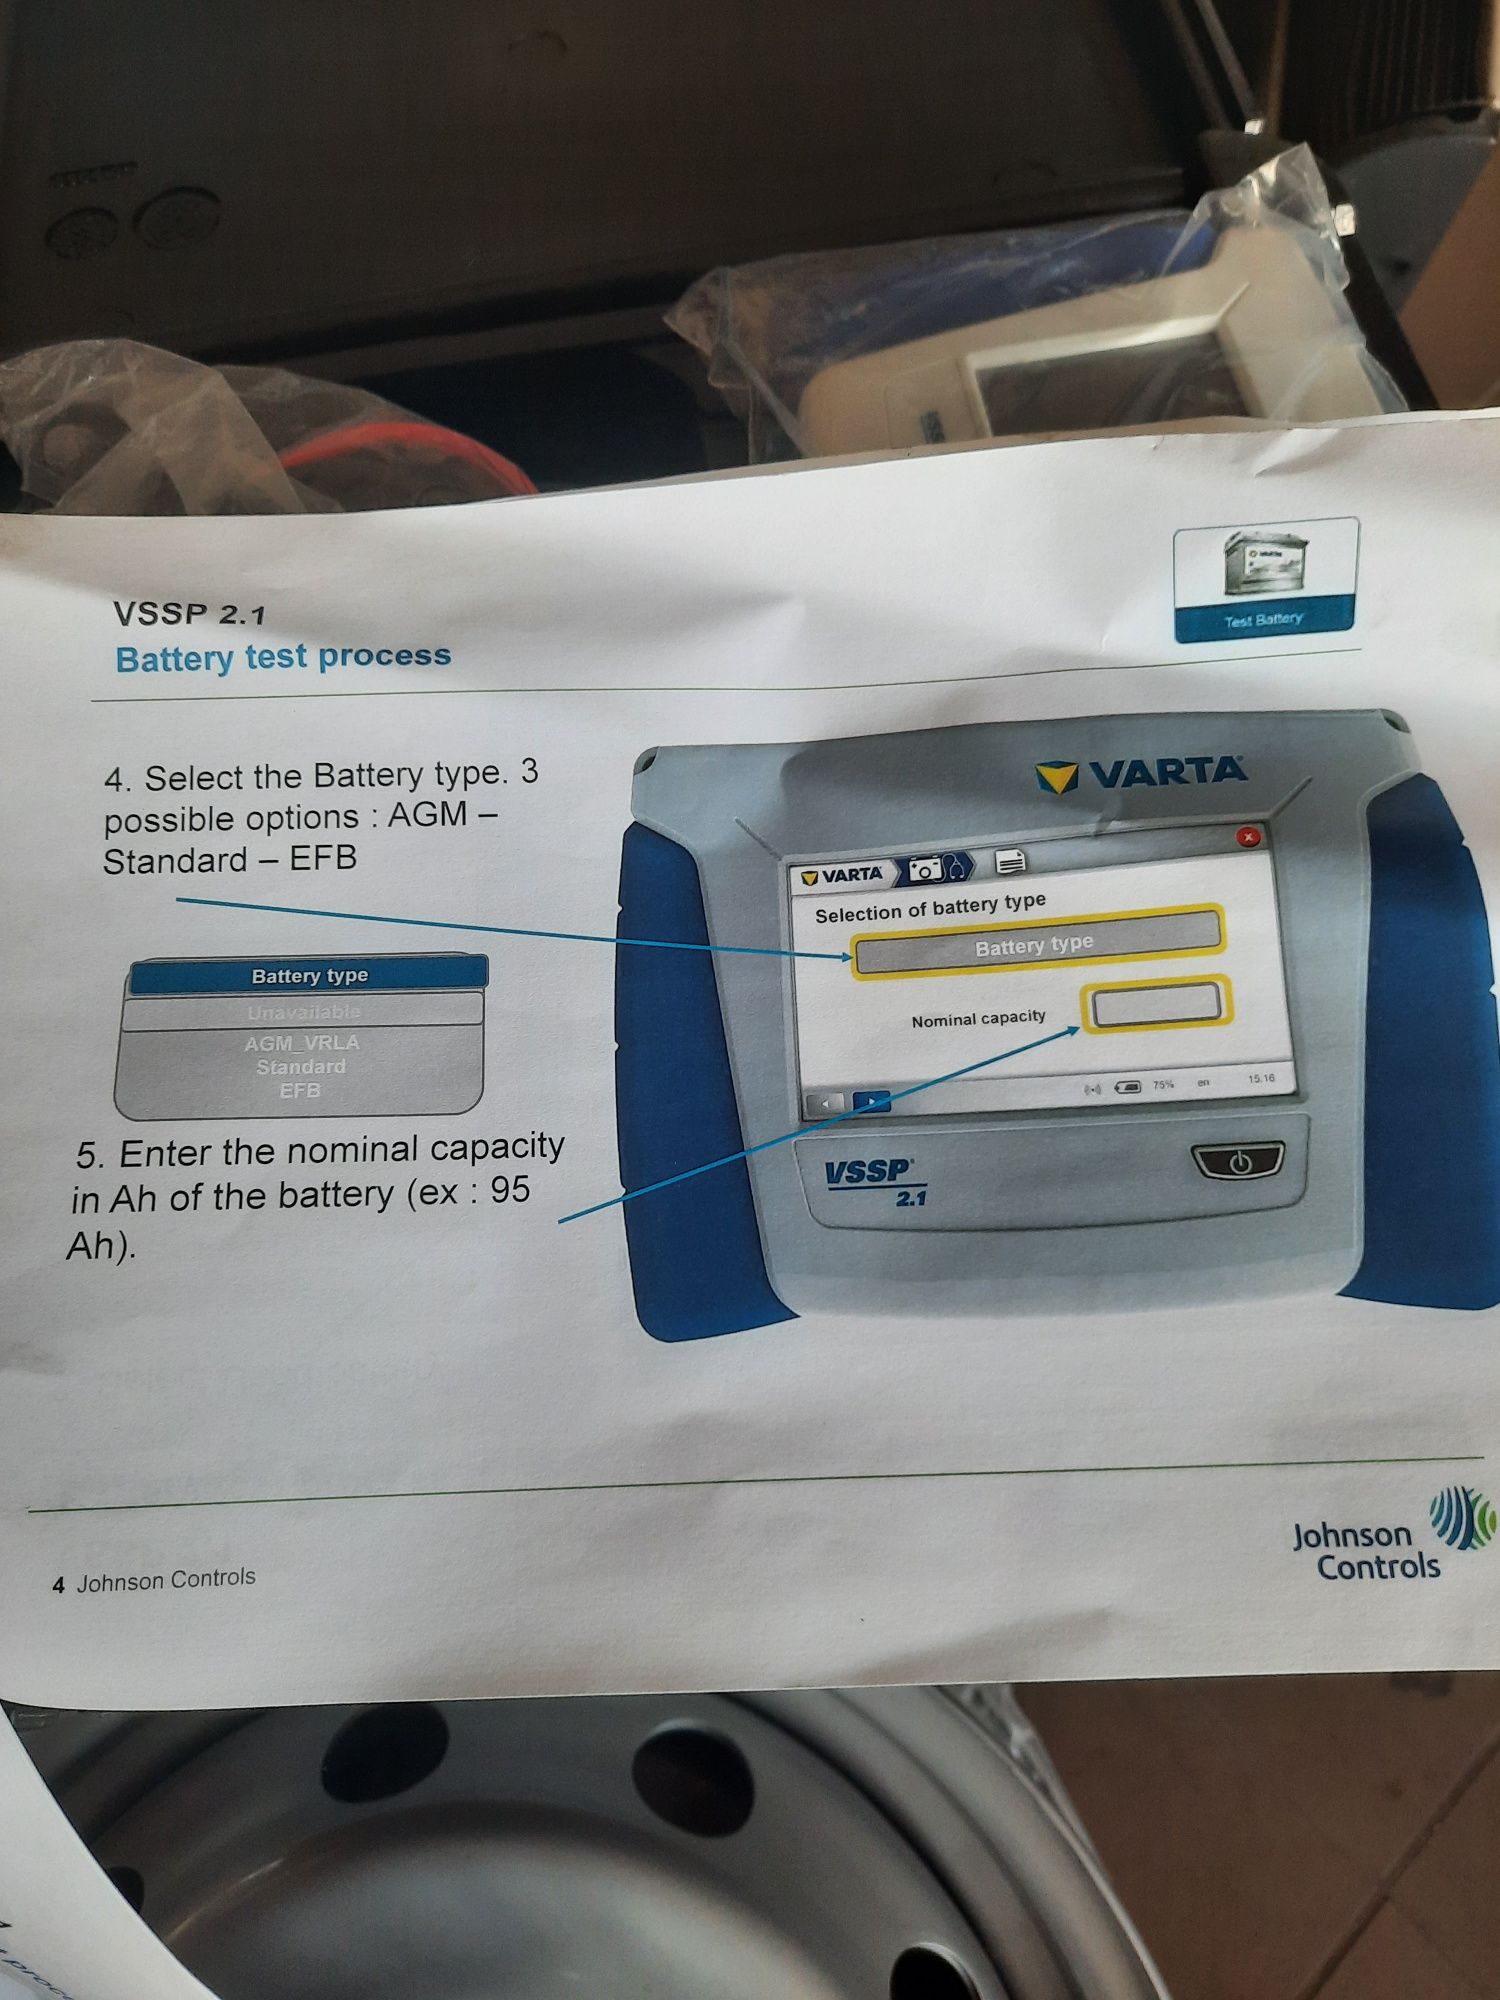 VSSP 2.1
Battery test process
Test Battery
4. Select the Battery type. 3
possible options : AGM –
Standard – EFB
Battery type
Unavailable
AGM_VRLA
Standard
EFB
5. Enter the nominal capacity
in Ah of the battery (ex : 95
Ah).
VARTA
VARTA
Selection of battery type
Battery type
Nominal capacity
75% en 15.16
VSSP
2.1
4 Johnson Controls
Johnson
Controls